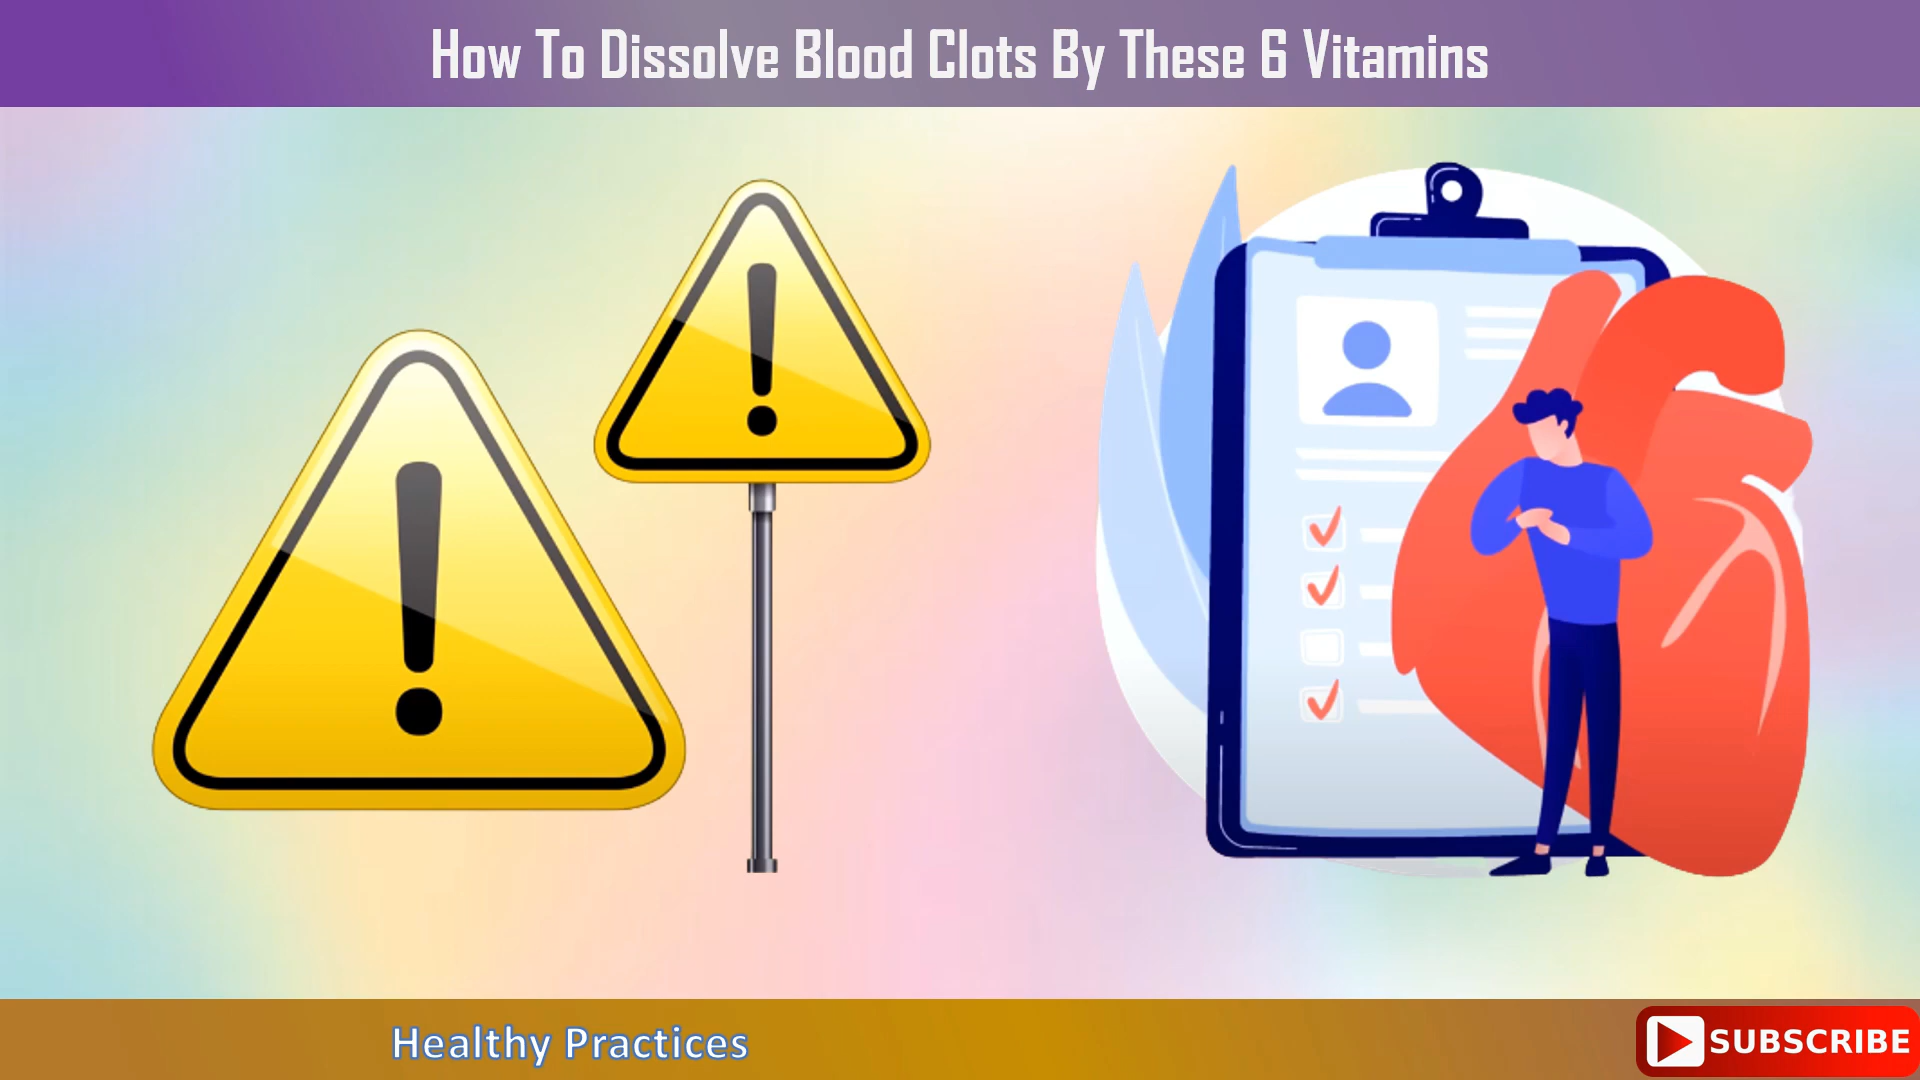 How To Dissolve Blood Clots By These 6 Vitamins
Healthy Practices
SUBSCRIBE